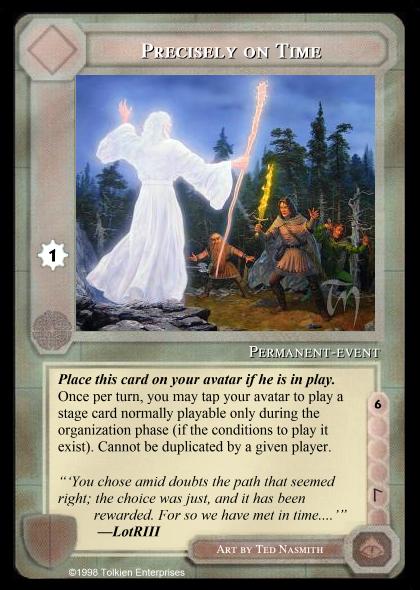 PRECISELY ON TIME
1
PERMANENT-EVENT
Place this card on your avatar if he is in play.
Once per turn, you may tap your avatar to play a
stage card normally playable only during the
organization phase (if the conditions to play it
exist). Cannot be duplicated by a given player.
6
“‘You chose amid doubts the path that seemed
right; the choice was just, and it has been
rewarded. For so we have met in time....’”
—LotRIII
ART BY TED NASMITH
©1998 Tolkien Enterprises